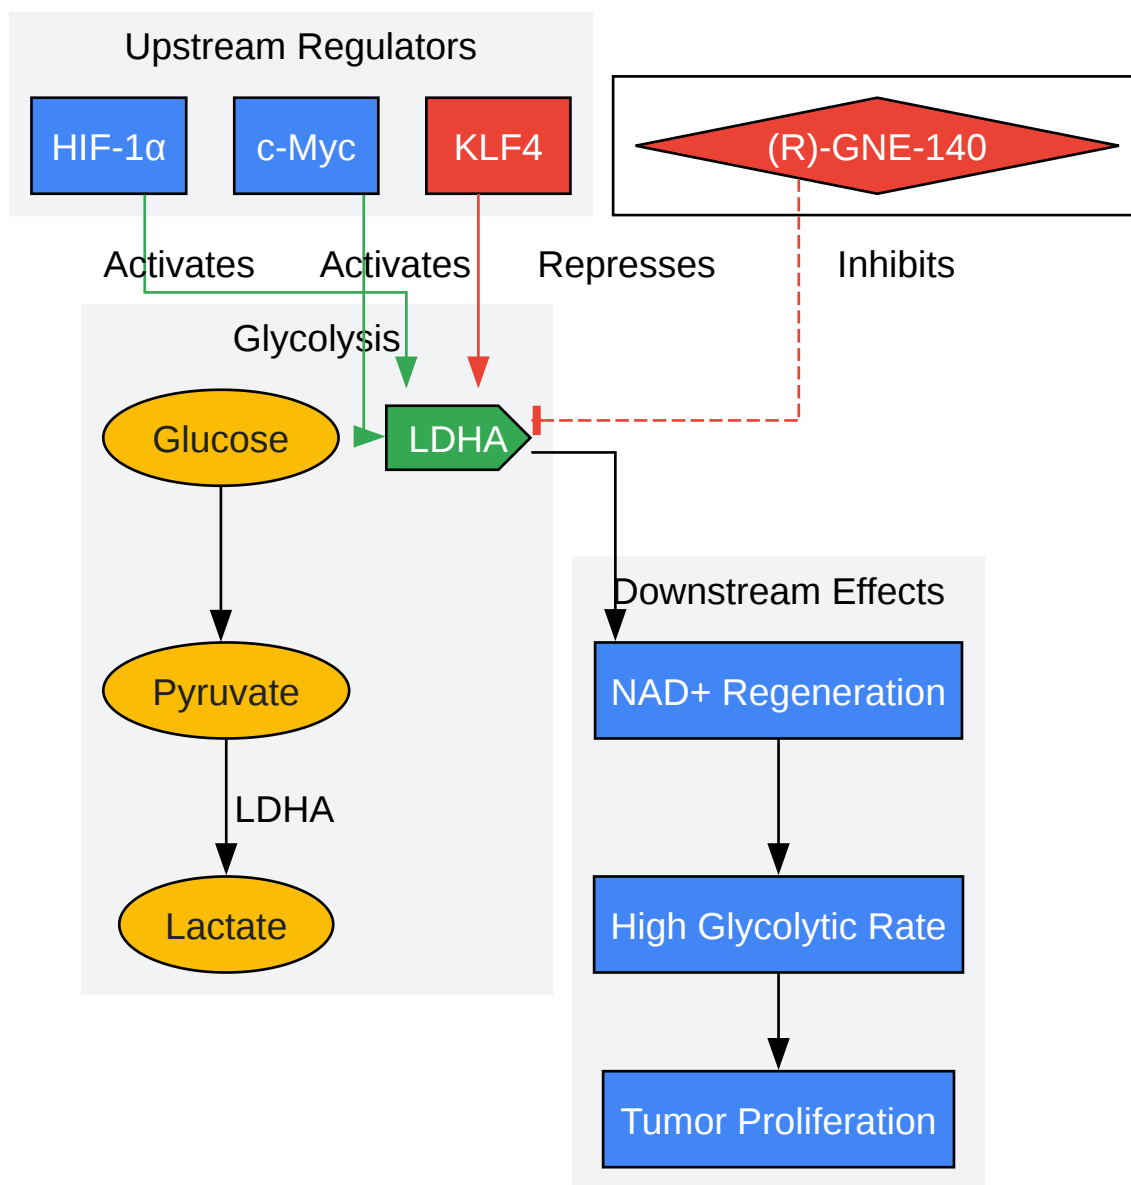 Upstream Regulators
HIF-1α
c-Myc
KLF4
(R)-GNE-140
Activates
Activates
Represses
Inhibits
Glycolysis
Glucose
LDHA
Downstream Effects
Pyruvate
NAD+ Regeneration
LDHA
Lactate
High Glycolytic Rate
Tumor Proliferation